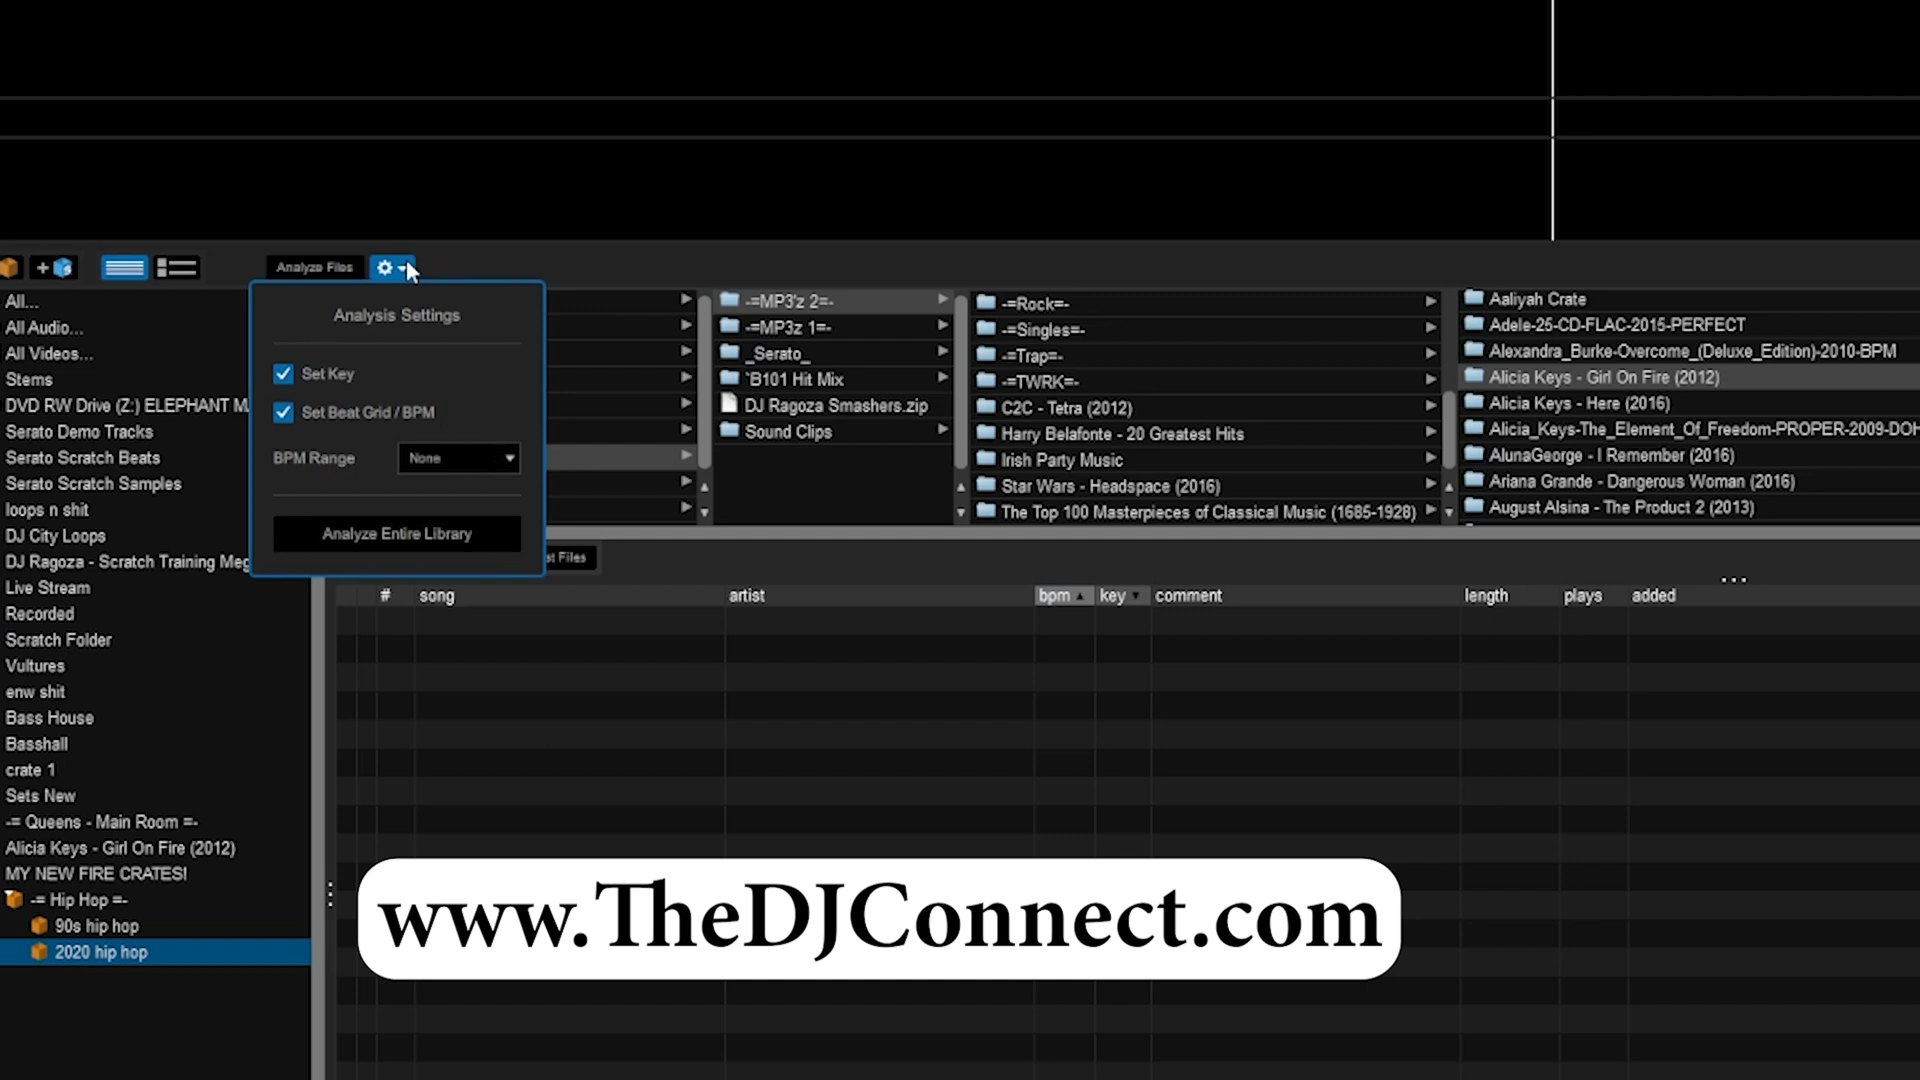 Analyze Files
Analysis Settings
Set Key
Set Beat Grid / BPM
BPM Range
None
Analyze Entire Library
All...
All Audio...
All Videos...
Stems
DVD RW Drive (Z:) ELEPHANT
Serato Demo Tracks
Serato Scratch Beats
Serato Scratch Samples
loops n shit
DJ City Loops
DJ Ragoza - Scratch Training Meg
Live Stream
Recorded
Scratch Folder
Vultures
enw shit
Bass House
Basshall
crate 1
Sets New
-= Queens - Main Room =-
Alicia Keys - Girl On Fire (2012)
MY NEW FIRE CRATES!
-= Hip Hop =-
90s hip hop
2020 hip hop
-=MP3'z 2=-
-=MP3z 1=-
_Serato_
`B101 Hit Mix
DJ Ragoza Smashers.zip
Sound Clips
-=Rock=-
-=Singles=-
-=Trap=-
-=TWRK=-
C2C - Tetra (2012)
Harry Belafonte - 20 Greatest Hits
Irish Party Music
Star Wars - Headspace (2016)
The Top 100 Masterpieces of Classical Music (1685-1928)
Aaliyah Crate
Adele-25-CD-FLAC-2015-PERFECT
Alexandra_Burke-Overcome_(Deluxe_Edition)-2010-BPM
Alicia Keys - Girl On Fire (2012)
Alicia Keys - Here (2016)
Alicia_Keys-The_Element_Of_Freedom-PROPER-2009-DOH
AlunaGeorge - I Remember (2016)
Ariana Grande - Dangerous Woman (2016)
August Alsina - The Product 2 (2013)
st Files
# song artist bpm key comment length plays added
www.TheDJConnect.com